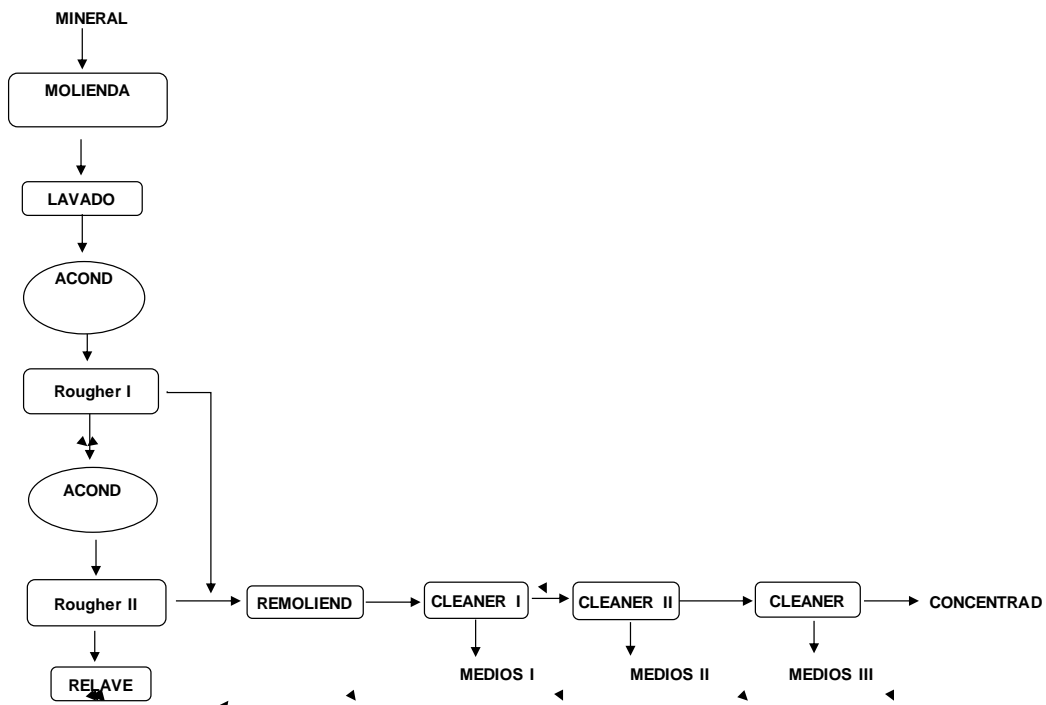 MINERAL
MOLIENDA
LAVADO
ACOND
Rougher I
ACOND
Rougher II
REMOLIEND
CLEANER I
CLEANER II
CLEANER
CONCENTRAD
RELAVE
MEDIOS I
MEDIOS II
MEDIOS III